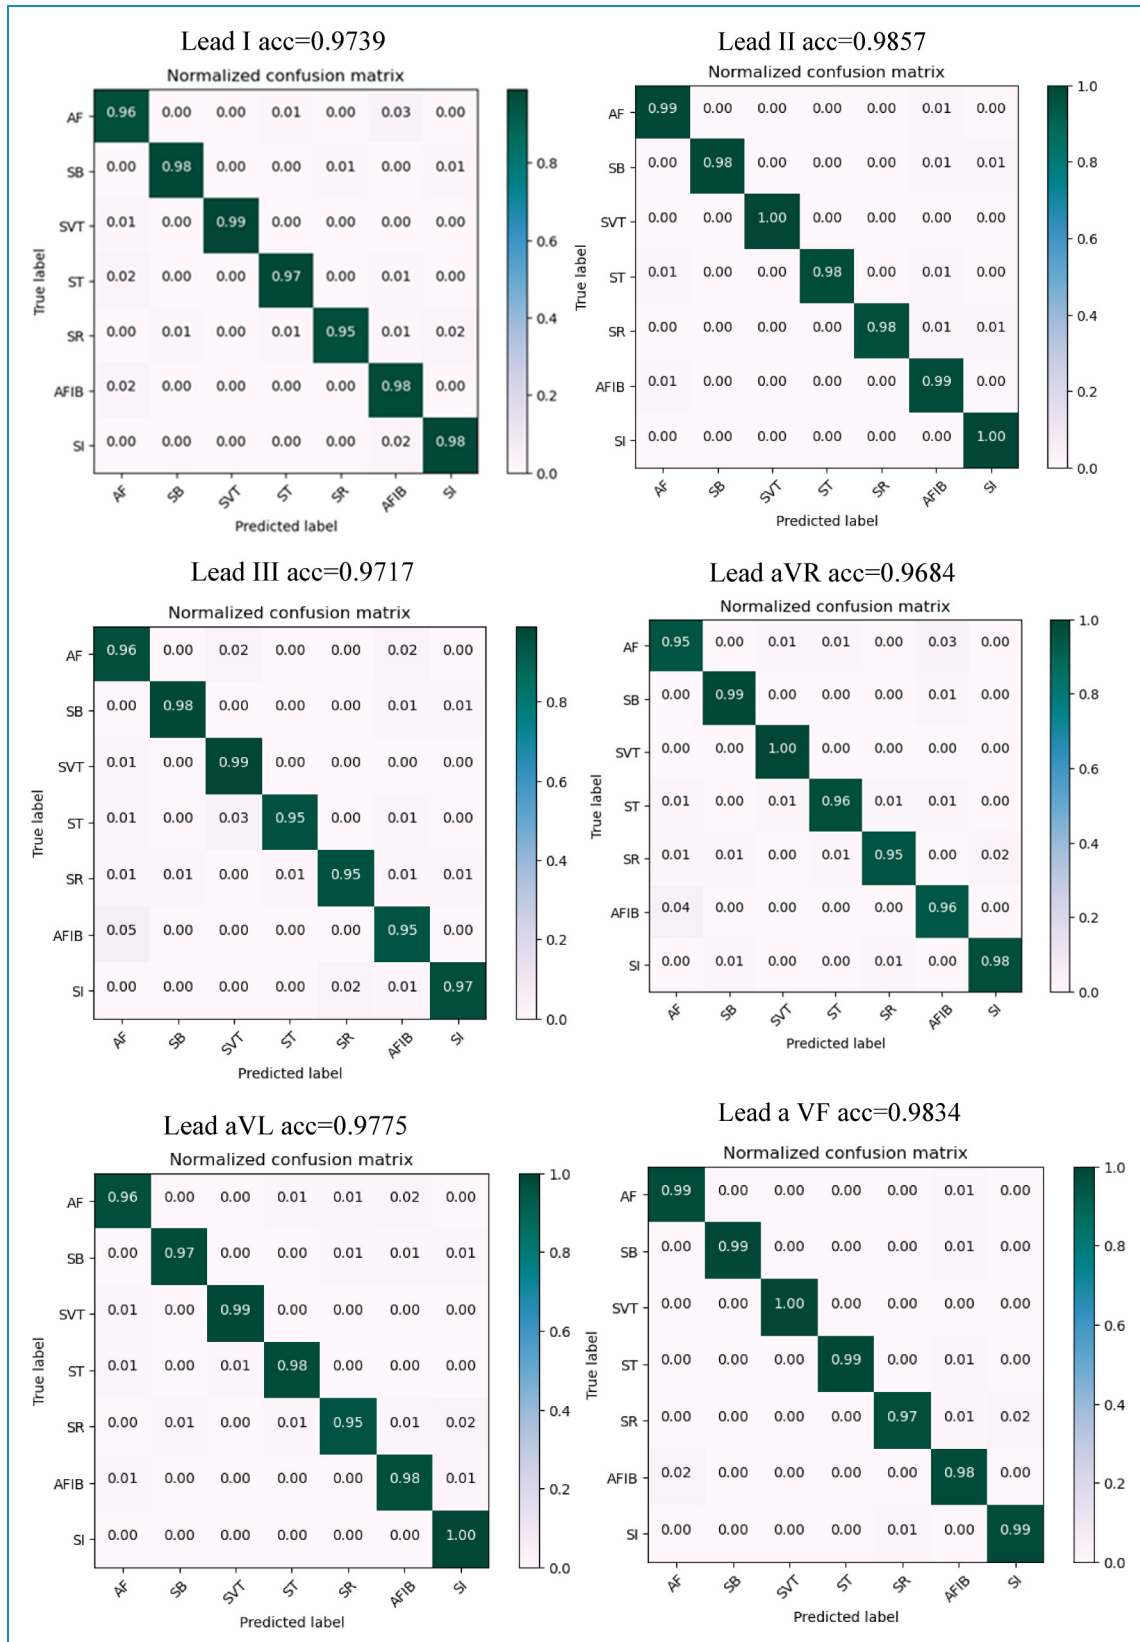 Lead I acc=0.9739
Normalized confusion matrix
AF 0.96 0.00 0.00 0.01 0.00 0.03 0.00
SB 0.00 0.98 0.00 0.00 0.01 0.00 0.01
SVT 0.01 0.00 0.99 0.00 0.00 0.00 0.00
ST 0.02 0.00 0.00 0.97 0.00 0.01 0.00
SR 0.00 0.01 0.00 0.01 0.95 0.01 0.02
AFIB 0.02 0.00 0.00 0.00 0.00 0.98 0.00
SI 0.00 0.00 0.00 0.00 0.00 0.02 0.98
AF SB SVT ST SR AFIB SI
True label
Predicted label
0.8
0.6
0.4
0.2
0.0
Lead II acc=0.9857
Normalized confusion matrix
AF 0.99 0.00 0.00 0.00 0.00 0.01 0.00
SB 0.00 0.98 0.00 0.00 0.00 0.01 0.01
SVT 0.00 0.00 1.00 0.00 0.00 0.00 0.00
ST 0.01 0.00 0.00 0.98 0.00 0.01 0.00
SR 0.00 0.00 0.00 0.00 0.98 0.01 0.01
AFIB 0.01 0.00 0.00 0.00 0.00 0.99 0.00
SI 0.00 0.00 0.00 0.00 0.00 0.00 1.00
AF SB SVT ST SR AFIB SI
True label
Predicted label
1.0
0.8
0.6
0.4
0.2
0.0
Lead III acc=0.9717
Normalized confusion matrix
AF 0.96 0.00 0.02 0.00 0.00 0.02 0.00
SB 0.00 0.98 0.00 0.00 0.00 0.01 0.01
SVT 0.01 0.00 0.99 0.00 0.00 0.00 0.00
ST 0.01 0.00 0.03 0.95 0.00 0.01 0.00
SR 0.01 0.01 0.00 0.01 0.95 0.01 0.01
AFIB 0.05 0.00 0.00 0.00 0.00 0.95 0.00
SI 0.00 0.00 0.00 0.00 0.02 0.01 0.97
AF SB SVT ST SR AFIB SI
True label
Predicted label
0.8
0.6
0.4
0.2
0.0
Lead aVR acc=0.9684
Normalized confusion matrix
AF 0.95 0.00 0.01 0.01 0.00 0.03 0.00
SB 0.00 0.99 0.00 0.00 0.00 0.01 0.00
SVT 0.00 0.00 1.00 0.00 0.00 0.00 0.00
ST 0.01 0.00 0.01 0.96 0.01 0.01 0.00
SR 0.01 0.01 0.00 0.01 0.95 0.00 0.02
AFIB 0.04 0.00 0.00 0.00 0.00 0.96 0.00
SI 0.00 0.01 0.00 0.00 0.01 0.00 0.98
AF SB SVT ST SR AFIB SI
True label
Predicted label
1.0
0.8
0.6
0.4
0.2
0.0
Lead aVL acc=0.9775
Normalized confusion matrix
AF 0.96 0.00 0.00 0.01 0.01 0.02 0.00
SB 0.00 0.97 0.00 0.00 0.01 0.01 0.01
SVT 0.01 0.00 0.99 0.00 0.00 0.00 0.00
ST 0.01 0.00 0.01 0.98 0.00 0.00 0.00
SR 0.00 0.01 0.00 0.01 0.95 0.01 0.02
AFIB 0.01 0.00 0.00 0.00 0.00 0.98 0.01
SI 0.00 0.00 0.00 0.00 0.00 0.00 1.00
AF SB SVT ST SR AFIB SI
True label
Predicted label
1.0
0.8
0.6
0.4
0.2
0.0
Lead a VF acc=0.9834
Normalized confusion matrix
AF 0.99 0.00 0.00 0.00 0.00 0.01 0.00
SB 0.00 0.99 0.00 0.00 0.00 0.01 0.00
SVT 0.00 0.00 1.00 0.00 0.00 0.00 0.00
ST 0.00 0.00 0.00 0.99 0.00 0.01 0.00
SR 0.00 0.00 0.00 0.00 0.97 0.01 0.02
AFIB 0.02 0.00 0.00 0.00 0.00 0.98 0.00
SI 0.00 0.00 0.00 0.00 0.01 0.00 0.99
AF SB SVT ST SR AFIB SI
True label
Predicted label
1.0
0.8
0.6
0.4
0.2
0.0